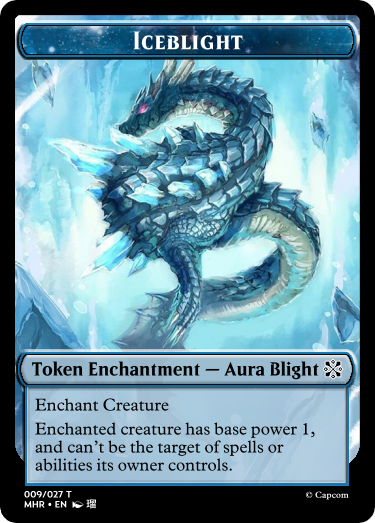 ICEBLIGHT
Token Enchantment — Aura Blight
Enchant Creature
Enchanted creature has base power 1,
and can't be the target of spells or
abilities its owner controls.
009/027 T
MHR • EN 瑠
© Capcom